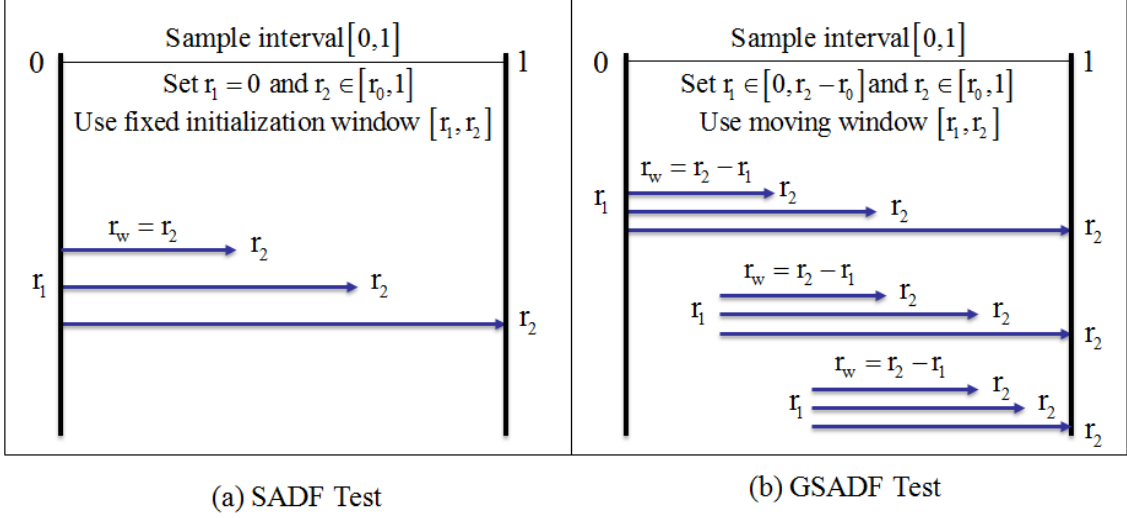 Sample interval[0,1]
0
1
Set r₁ = 0 and r₂ ∈[r₀,1]
Use fixed initialization window [r₁,r₂]
r_w = r₂
r₂
r₁
r₂
r₂
(a) SADF Test
Sample interval[0,1]
0
1
Set r₁ ∈[0,r₂ − r₀]and r₂ ∈[r₀,1]
Use moving window [r₁,r₂]
r_w = r₂ − r₁
r₂
r₁
r₂
r₂
r_w = r₂ − r₁
r₂
r₁
r₂
r₂
r_w = r₂ − r₁
r₂
r₁
r₂
r₂
(b) GSADF Test